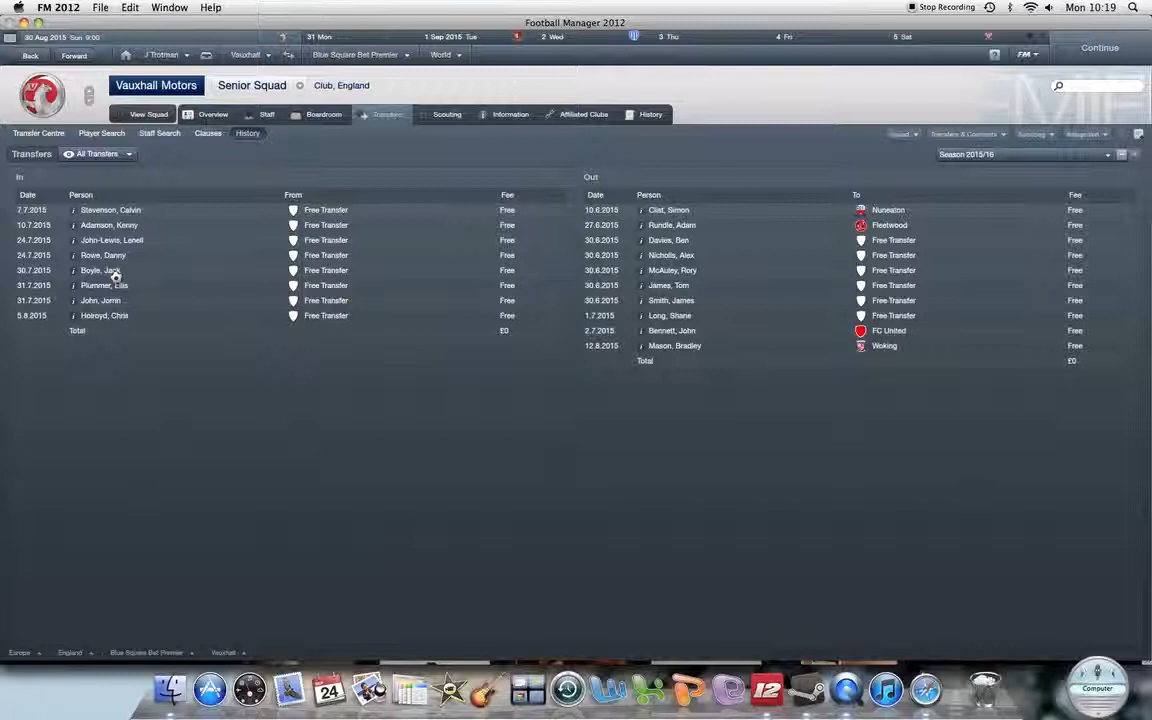 FM 2012 File Edit Window Help Stop Recording Mon 10:19
Football Manager 2012
30 Aug 2015 Sun 9:00 31 Mon 1 Sep 2015 Tue 2 Wed 3 Thu 4 Fri 5 Sat
Back Forward J Trotman Vauxhall Blue Square Bet Premier World ? FM Continue
Vauxhall Motors Senior Squad Club, England
View Squad Overview Staff Boardroom Transfers Scouting Information Affiliated Clubs History
Transfer Centre Player Search Staff Search Clauses History Squad Transfers & Contracts Scouting
Transfers All Transfers Season 2015/16
In Out
Date Person From Fee Date Person To Fee
7.7.2015 i Stevenson, Calvin Free Transfer Free 10.6.2015 i Clist, Simon Nuneaton Free
10.7.2015 i Adamson, Kenny Free Transfer Free 27.6.2015 i Rundle, Adam Fleetwood Free
24.7.2015 i John-Lewis, Lenell Free Transfer Free 30.6.2015 i Davies, Ben Free Transfer Free
24.7.2015 i Rowe, Danny Free Transfer Free 30.6.2015 i Nicholls, Alex Free Transfer Free
30.7.2015 i Boyle, Jack Free Transfer Free 30.6.2015 i McAuley, Rory Free Transfer Free
31.7.2015 i Plummer, Ellis Free Transfer Free 30.6.2015 i James, Tom Free Transfer Free
31.7.2015 i John, Jorrin Free Transfer Free 30.6.2015 i Smith, James Free Transfer Free
5.8.2015 i Holroyd, Chris Free Transfer Free 1.7.2015 i Long, Shane Free Transfer Free
Total £0 2.7.2015 i Bennett, John FC United Free
12.8.2015 i Mason, Bradley Woking Free
Total £0
Europe England Blue Square Bet Premier Vauxhall
24 12
Computer